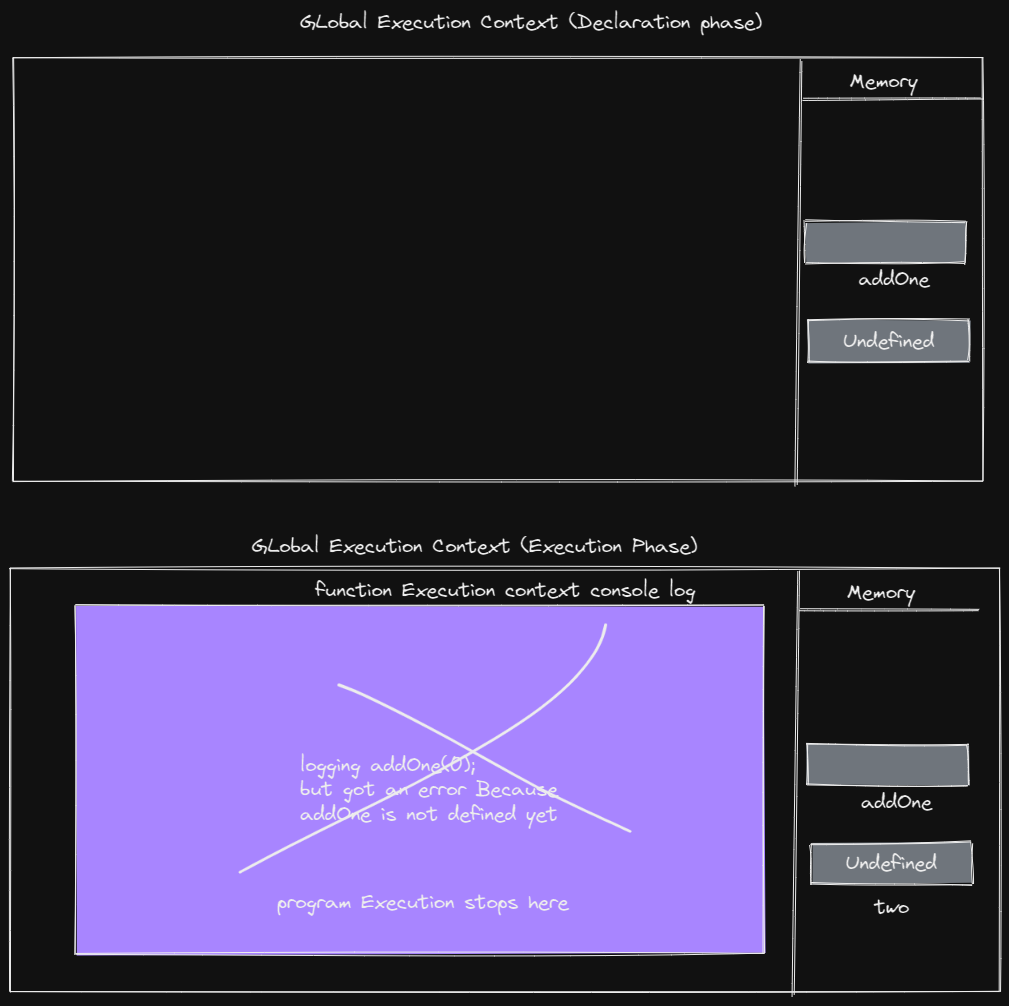 GLobal Execution Context (Declaration phase)
Memory
addOne
Undefined
GLobal Execution Context (Execution Phase)
function Execution context console log
Memory
logging addOne(0);
but got an error Because
addOne is not defined yet
addOne
Undefined
program Execution stops here
two